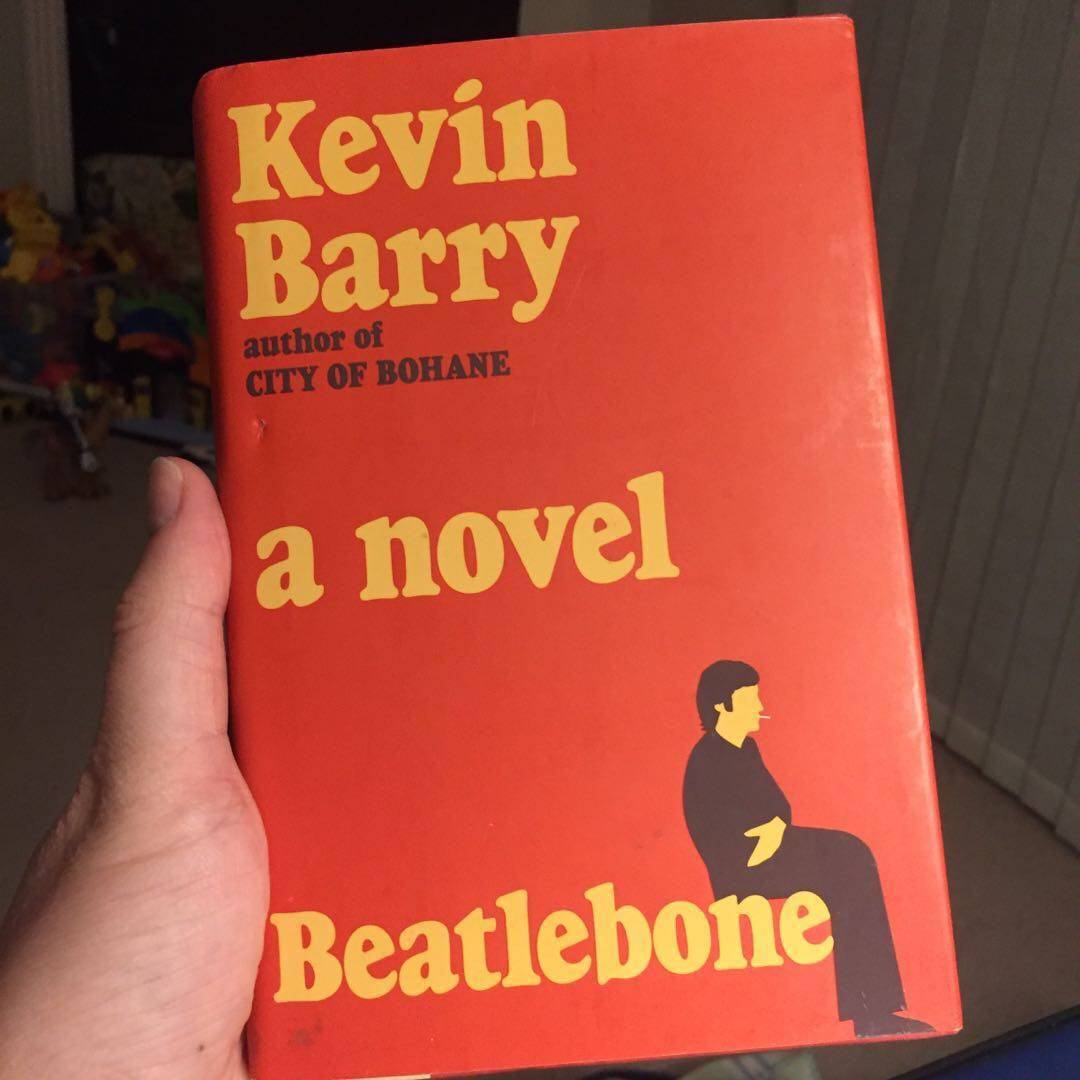 Kevin
Barry
author of
CITY OF BOHANE
a novel
Beatlebone